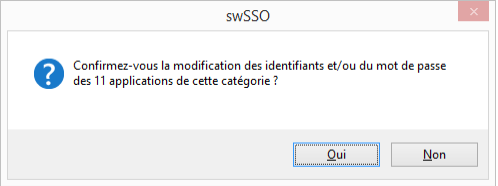 swSSO
Confirmez-vous la modification des identifiants et/ou du mot de passe
des 11 applications de cette catégorie ?
Oui
Non